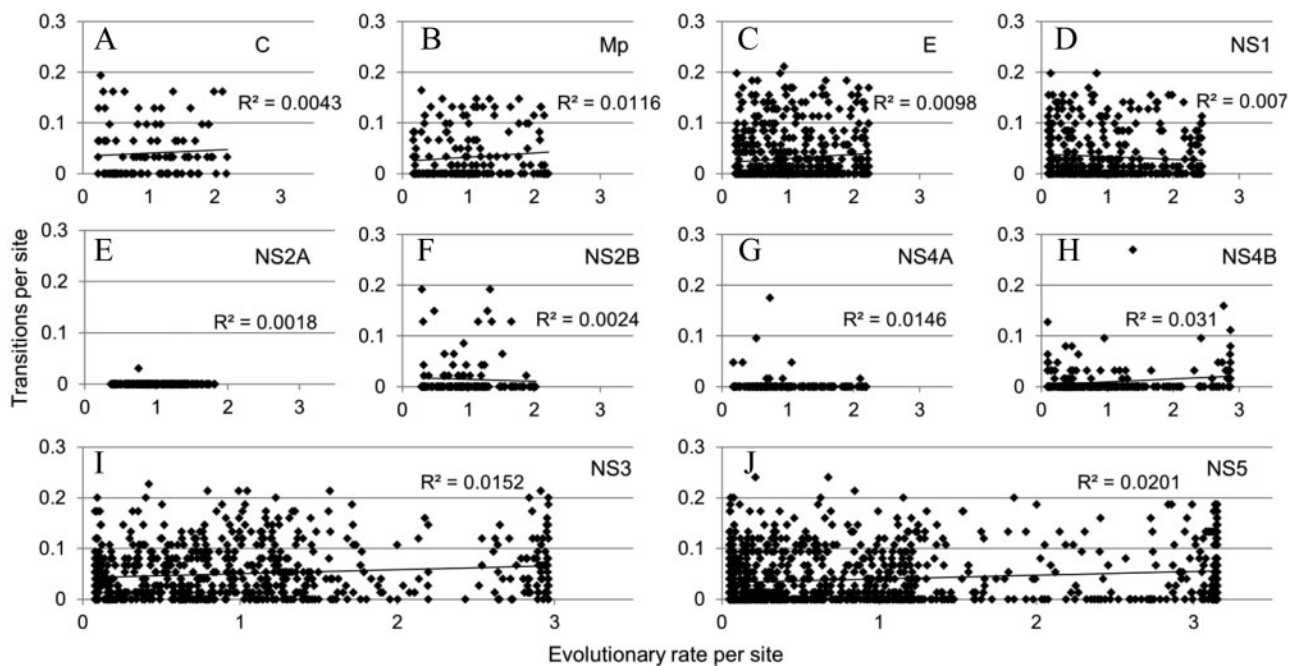 A C R² = 0.0043
B Mp R² = 0.0116
C E R² = 0.0098
D NS1 R² = 0.007
0.3 0.2 0.1 0
0 1 2 3
0.3 0.2 0.1 0
0 1 2 3
0.3 0.2 0.1 0
0 1 2 3
0.3 0.2 0.1 0
0 1 2 3
E NS2A R² = 0.0018
F NS2B R² = 0.0024
G NS4A R² = 0.0146
H NS4B R² = 0.031
0.3 0.2 0.1 0
0 1 2 3
0.3 0.2 0.1 0
0 1 2 3
0.3 0.2 0.1 0
0 1 2 3
0.3 0.2 0.1 0
0 1 2 3
Transitions per site
I NS3 R² = 0.0152
J NS5 R² = 0.0201
0.3 0.2 0.1 0
0 1 2 3
0.3 0.2 0.1 0
0 1 2 3
Evolutionary rate per site